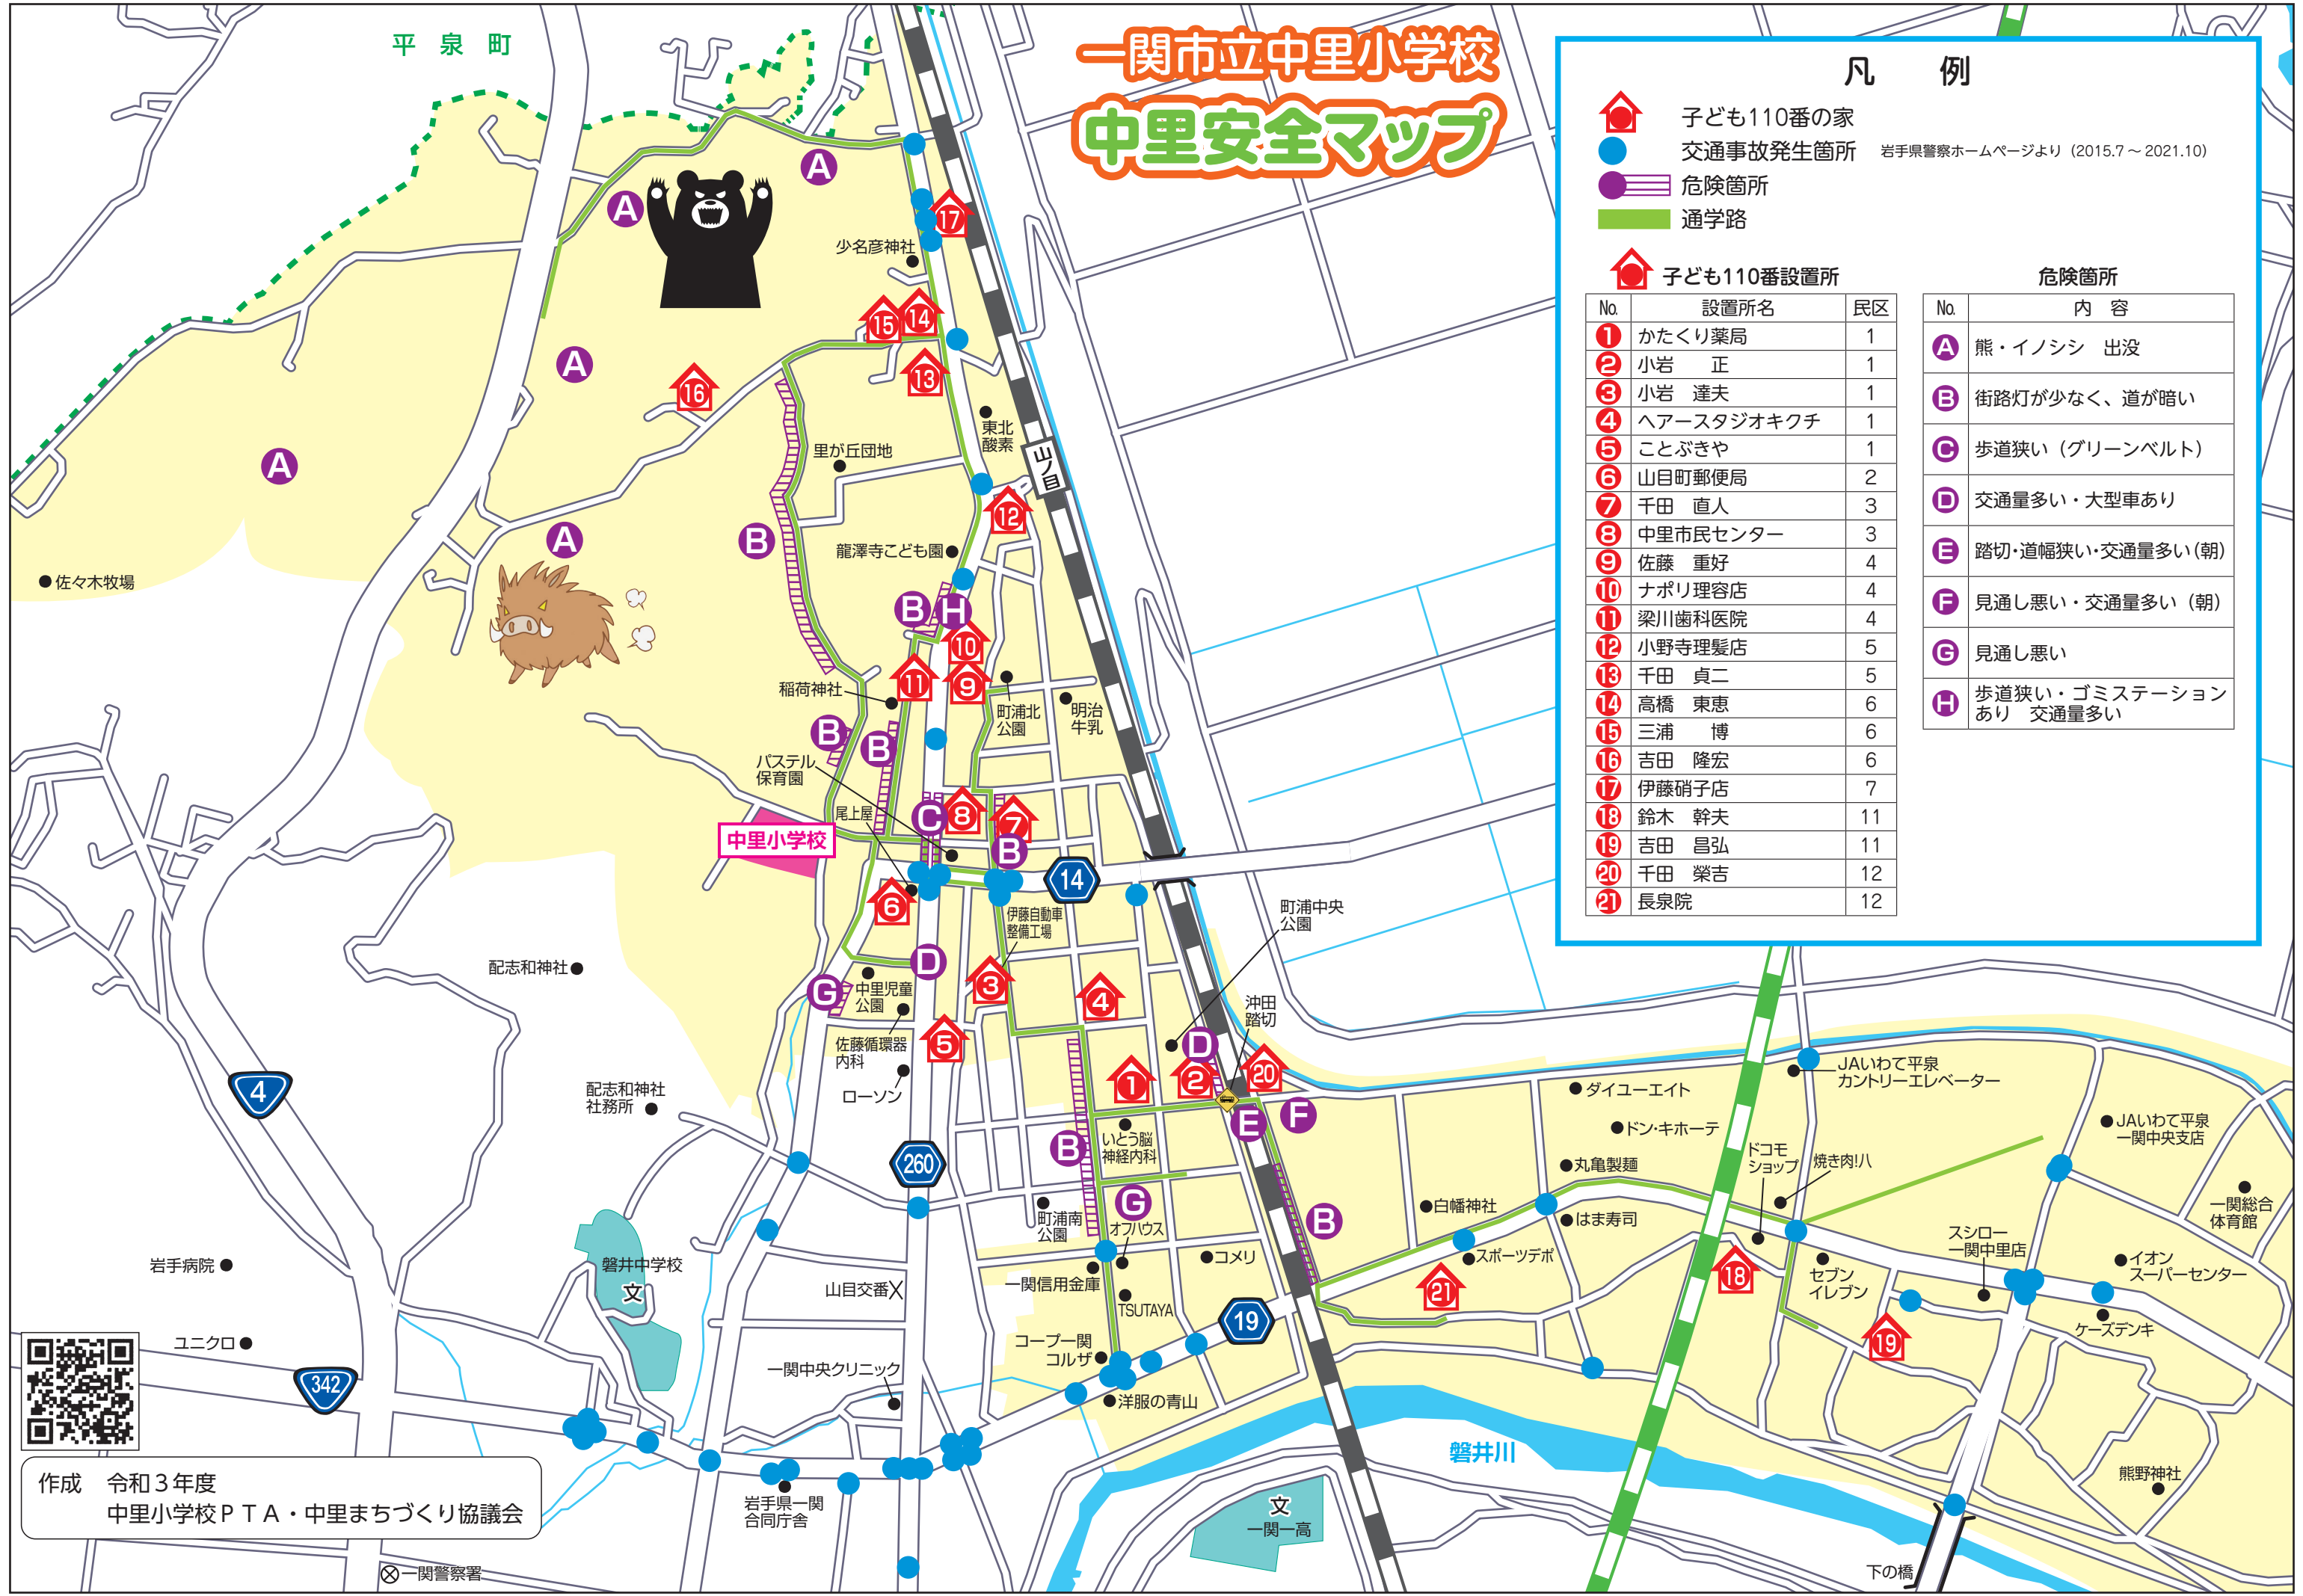 一関市立中里小学校
中里安全マップ
平 泉 町
凡 例
子ども110番の家
交通事故発生箇所 岩手県警察ホームページより（2015.7～2021.10）
危険箇所
通学路
子ども110番設置所
No. 設置所名 民区
1 かたくり薬局 1
2 小岩 正 1
3 小岩 達夫 1
4 ヘアースタジオキクチ 1
5 ことぶきや 1
6 山目町郵便局 2
7 千田 直人 3
8 中里市民センター 3
9 佐藤 重好 4
10 ナポリ理容店 4
11 梁川歯科医院 4
12 小野寺理髪店 5
13 千田 貞二 5
14 高橋 東恵 6
15 三浦 博 6
16 吉田 隆宏 6
17 伊藤硝子店 7
18 鈴木 幹夫 11
19 吉田 昌弘 11
20 千田 榮吉 12
21 長泉院 12
危険箇所
No. 内 容
A 熊・イノシシ 出没
B 街路灯が少なく、道が暗い
C 歩道狭い（グリーンベルト）
D 交通量多い・大型車あり
E 踏切・道幅狭い・交通量多い（朝）
F 見通し悪い・交通量多い（朝）
G 見通し悪い
H 歩道狭い・ゴミステーション
あり 交通量多い
A
A
17
少名彦神社
15
14
13
A
16
東北
酸素
山ノ目
里が丘団地
A
12
B
A
龍澤寺こども園
佐々木牧場
B
H
10
11
9
稲荷神社
町浦北
公園
明治
牛乳
B
B
パステル
保育園
尾上屋
C
8
7
中里小学校
B
14
6
伊藤自動車
整備工場
町浦中央
公園
配志和神社
D
3
G
中里児童
公園
4
沖田
踏切
5
佐藤循環器
内科
D
ローソン
1
2
20
4
配志和神社
社務所
E
F
JAいわて平泉
カントリーエレベーター
ダイユーエイト
JAいわて平泉
一関中央支店
ドン・キホーテ
B
いとう脳
神経内科
260
ドコモ
ショップ
焼き肉!八
丸亀製麺
G
町浦南
公園
オフハウス
B
白幡神社
はま寿司
一関総合
体育館
スシロー
一関中里店
岩手病院
磐井中学校
文
コメリ
スポーツデポ
イオン
スーパーセンター
山目交番
一関信用金庫
TSUTAYA
21
18
セブン
イレブン
19
コープ一関
コルザ
19
ケーズデンキ
ユニクロ
342
一関中央クリニック
洋服の青山
磐井川
作成 令和３年度
中里小学校ＰＴＡ・中里まちづくり協議会
岩手県一関
合同庁舎
文
一関一高
熊野神社
一関警察署
下の橋